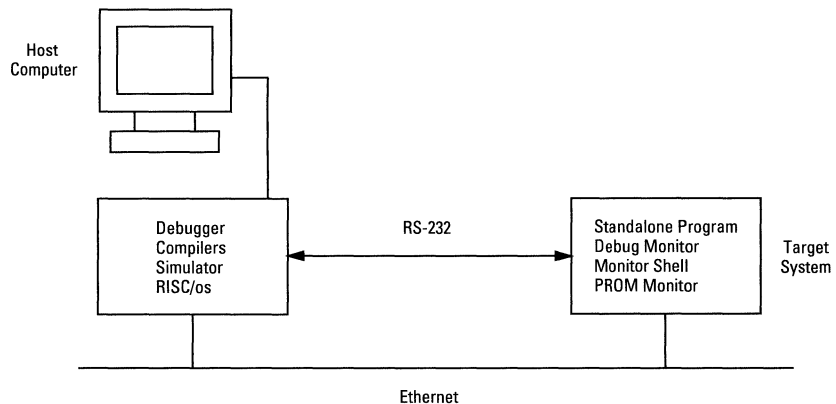 Host
Computer
Debugger
Compilers
Simulator
RISC/os
RS-232
Standalone Program
Debug Monitor
Monitor Shell
PROM Monitor
Target
System
Ethernet